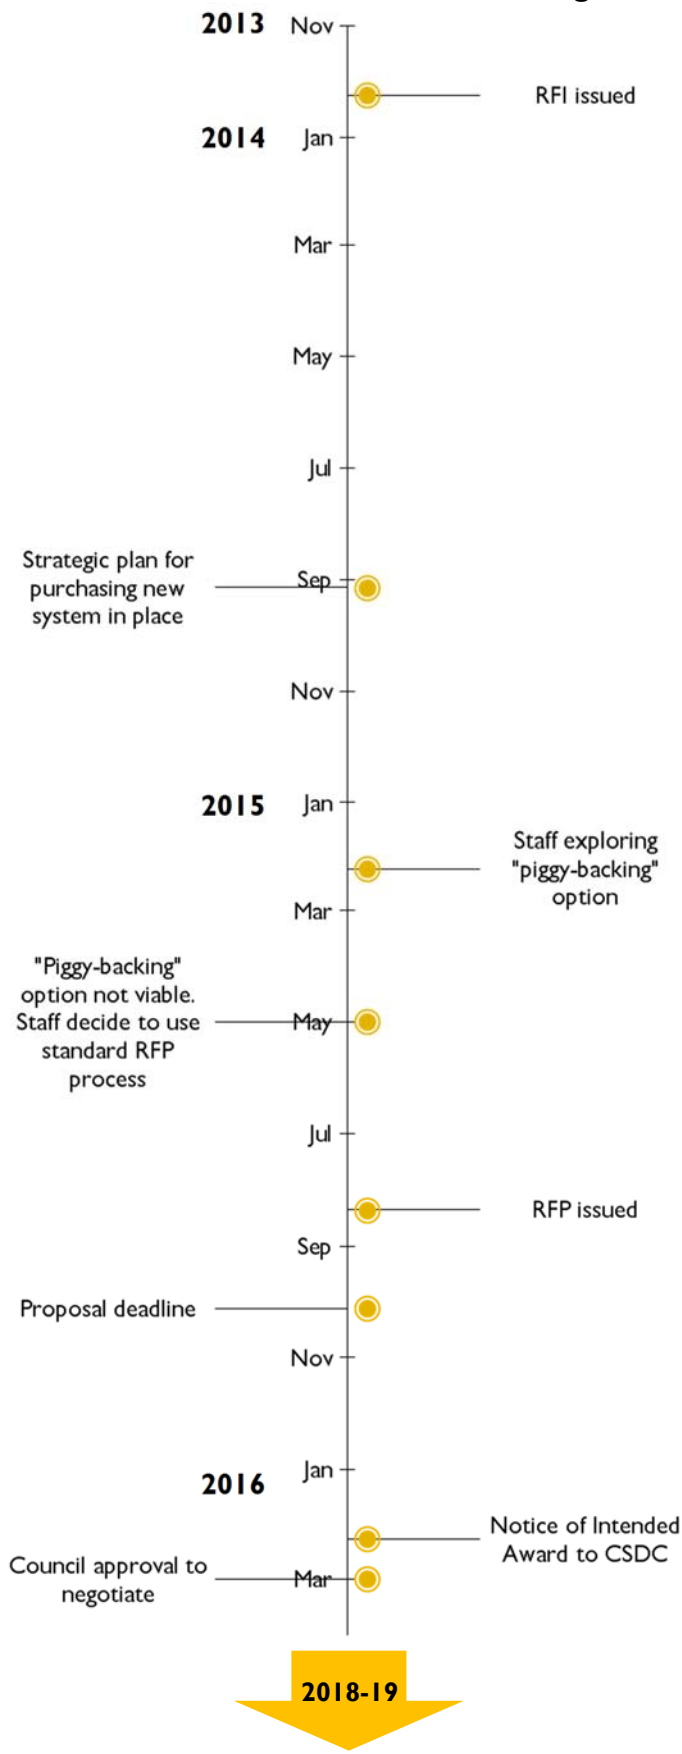 2013 Nov
RFI issued
2014 Jan
Mar
May
Jul
Strategic plan for
purchasing new
system in place
Sep
Nov
2015 Jan
Staff exploring
"piggy-backing"
option
Mar
"Piggy-backing"
option not viable.
Staff decide to use
standard RFP
process
May
Jul
RFP issued
Sep
Proposal deadline
Nov
Jan
2016
Notice of Intended
Award to CSDC
Council approval to
negotiate
Mar
2018-19